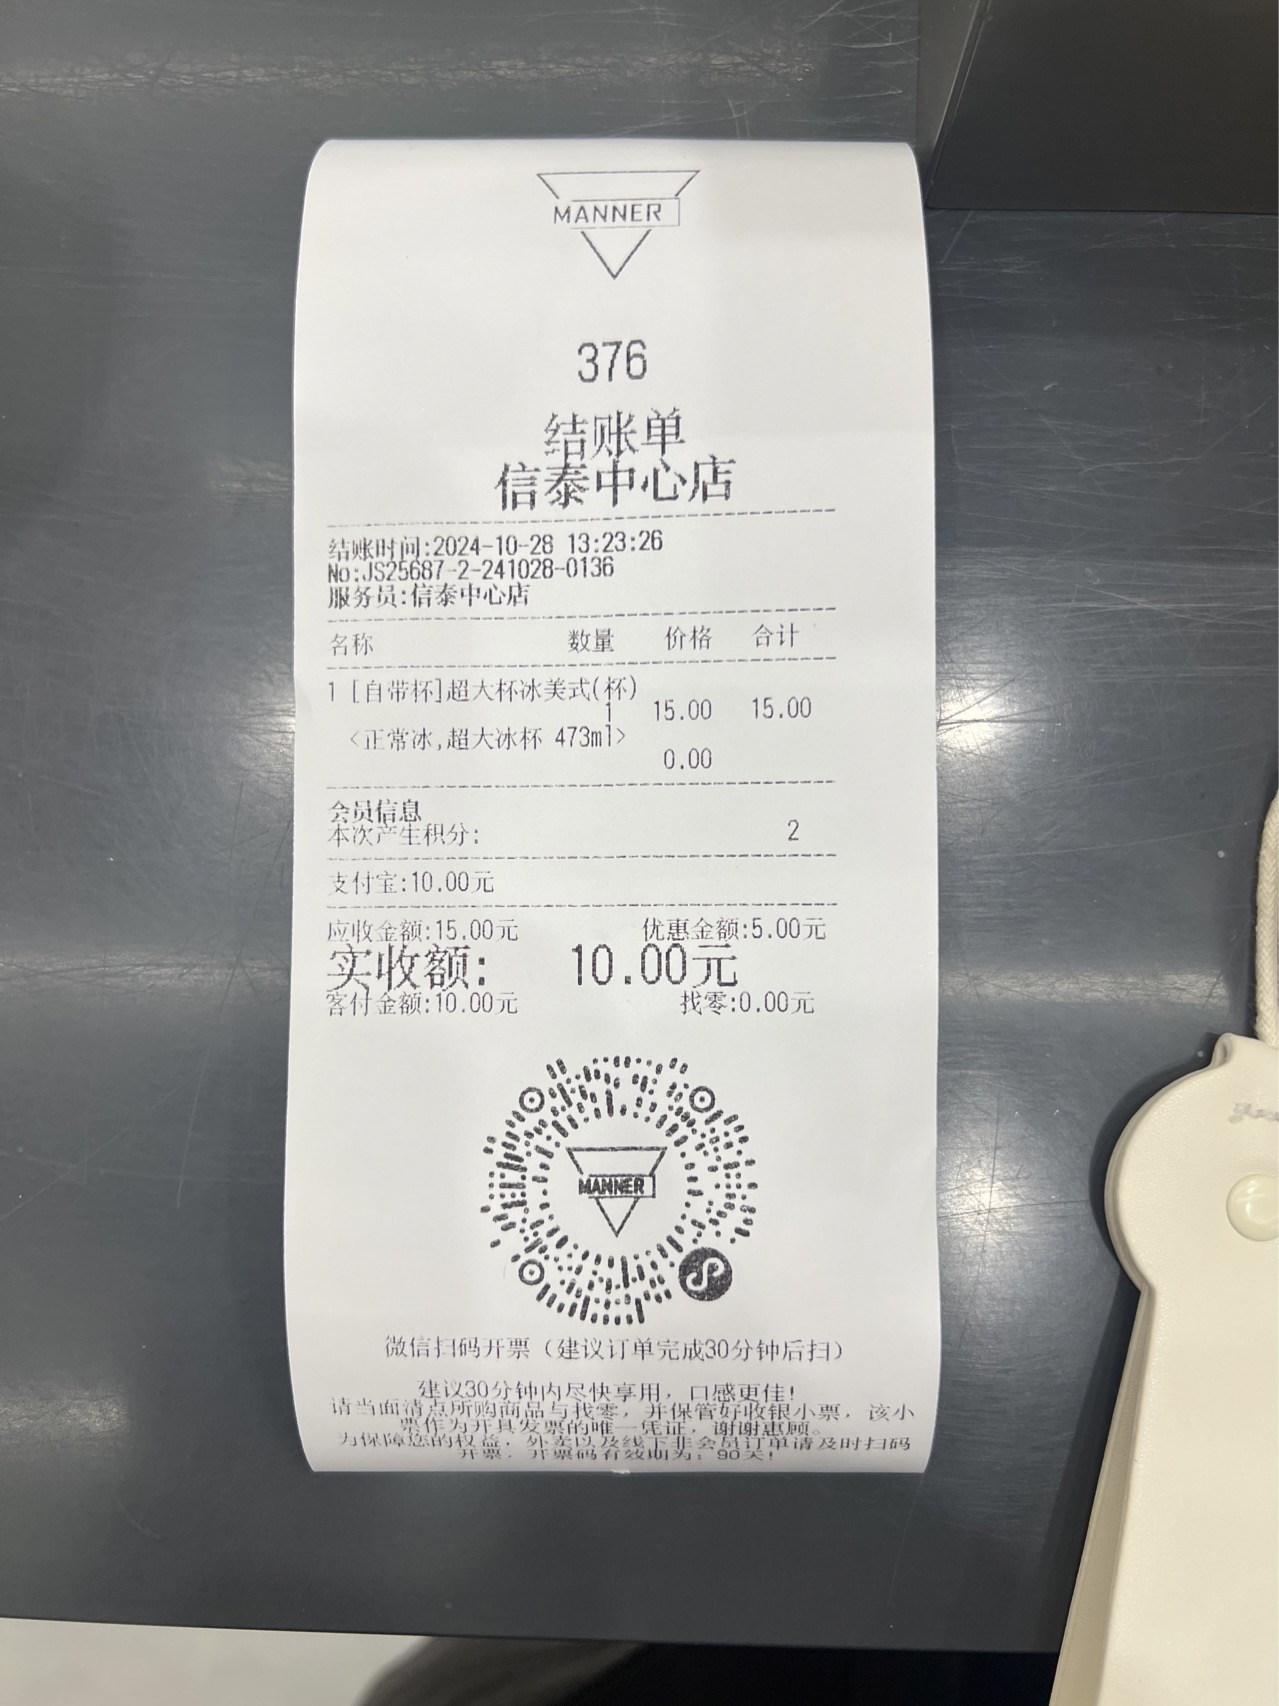 MANNER
376
结账单
信泰中心店
结账时间:2024-10-28 13:23:26
No:JS25687-2-241028-0136
服务员:信泰中心店
名称 数量 价格 合计
1 [自带杯]超大杯冰美式(杯)
1 15.00 15.00
<正常冰,超大冰杯 473ml>
0.00
会员信息
本次产生积分: 2
支付宝:10.00元
应收金额:15.00元 优惠金额:5.00元
实收额: 10.00元
客付金额:10.00元 找零:0.00元
MANNER
微信扫码开票（建议订单完成30分钟后扫）
建议30分钟内尽快享用，口感更佳!
请当面清点所购商品与找零，并保管好收银小票，该小
票作为开具发票的唯一凭证，谢谢惠顾。
为保障您的权益，外卖以及线下非会员订单请及时扫码
开票，开票码有效期为：90天!